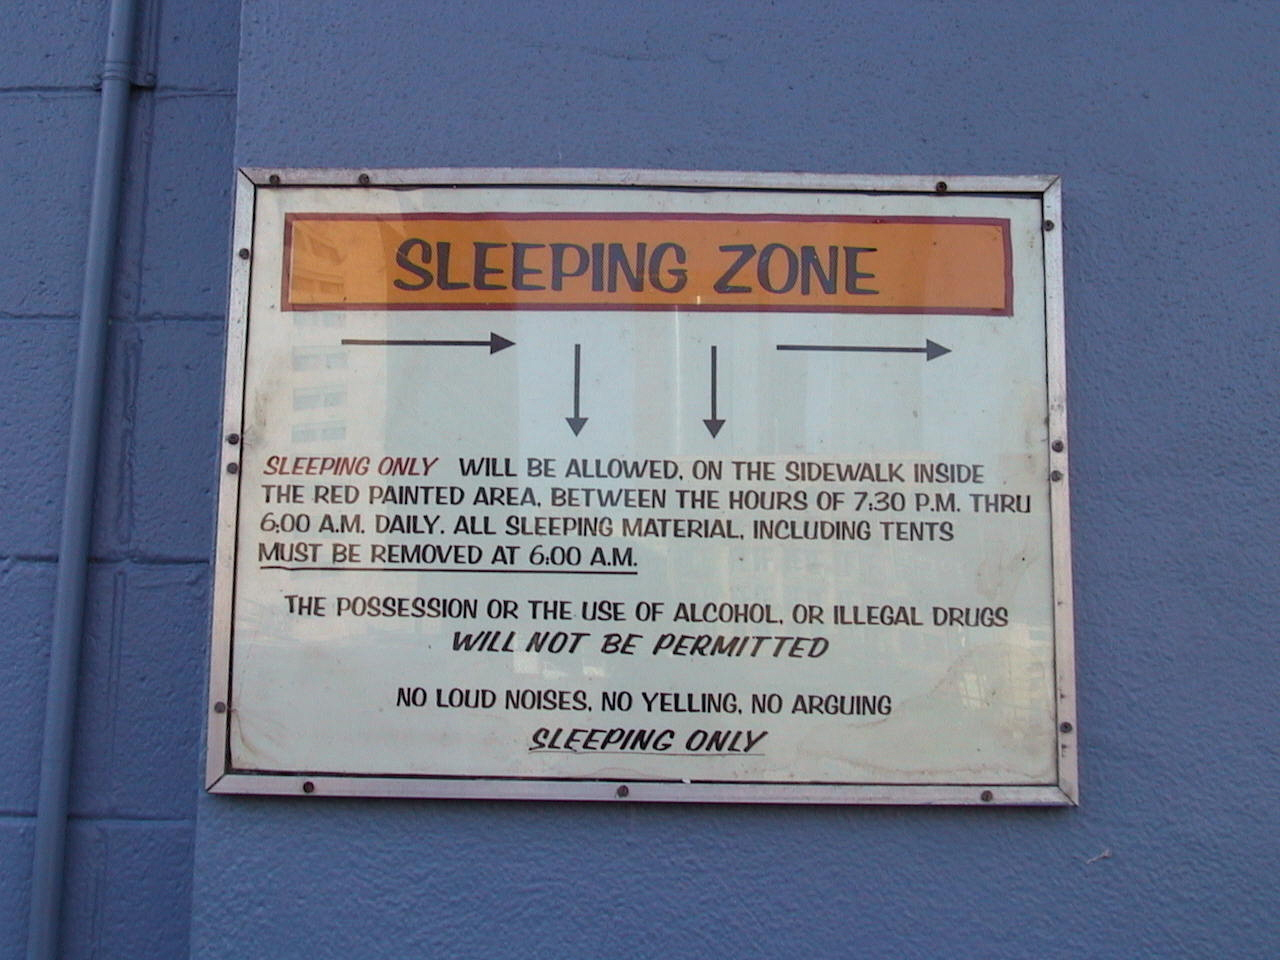 SLEEPING ZONE
SLEEPING ONLY WILL BE ALLOWED, ON THE SIDEWALK INSIDE
THE RED PAINTED AREA, BETWEEN THE HOURS OF 7:30 P.M. THRU
6:00 A.M. DAILY. ALL SLEEPING MATERIAL, INCLUDING TENTS
MUST BE REMOVED AT 6:00 A.M.
THE POSSESSION OR THE USE OF ALCOHOL, OR ILLEGAL DRUGS
WILL NOT BE PERMITTED
NO LOUD NOISES, NO YELLING, NO ARGUING
SLEEPING ONLY